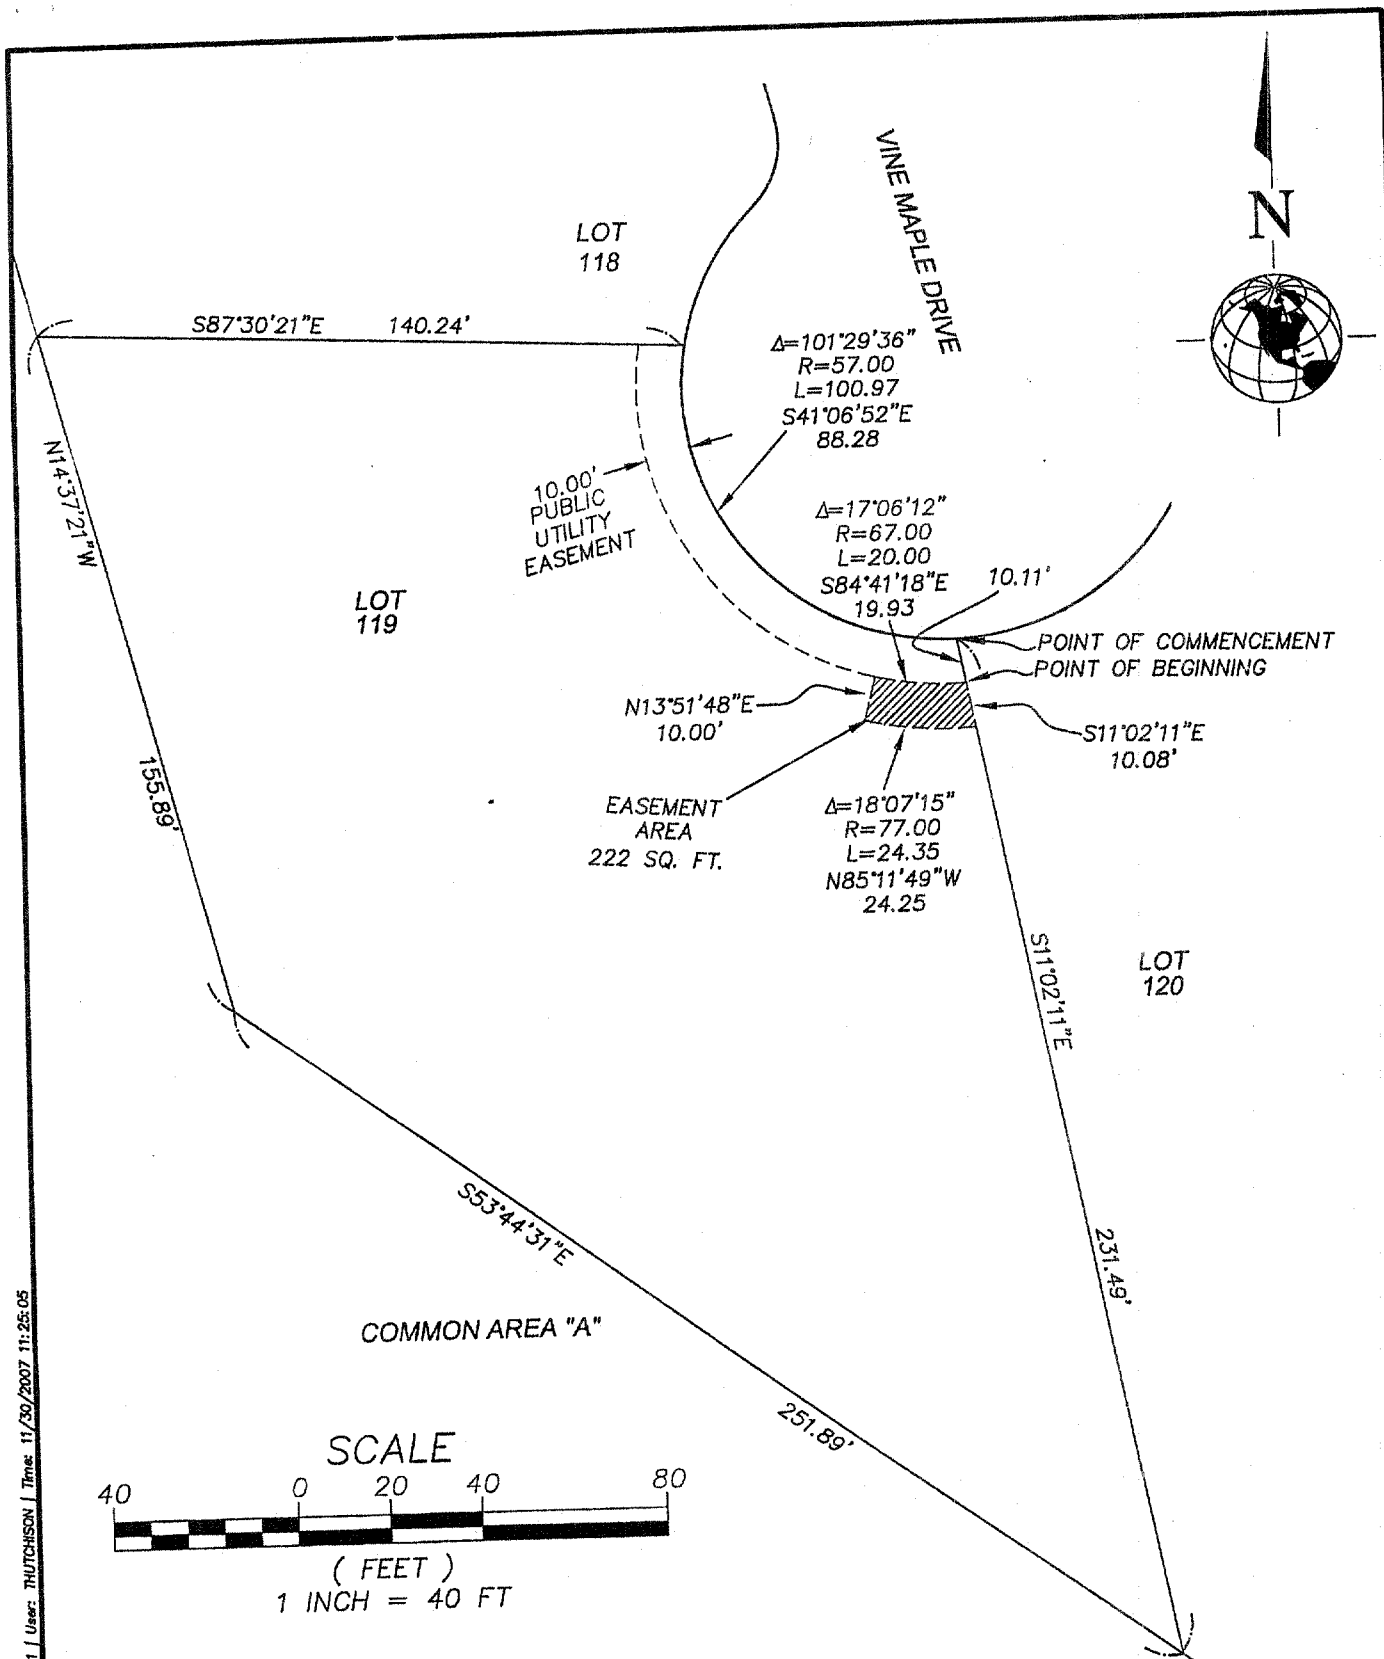 VINE MAPLE DRIVE
N
LOT
118
S87°30'21"E 140.24'
Δ=101°29'36"
R=57.00
L=100.97
S41°06'52"E
88.28
N14°37'21"W
155.89'
10.00'
PUBLIC
UTILITY
EASEMENT
Δ=17°06'12"
R=67.00
L=20.00
S84°41'18"E
19.93
10.11'
LOT
119
POINT OF COMMENCEMENT
POINT OF BEGINNING
N13°51'48"E
10.00'
S11°02'11"E
10.08'
EASEMENT
AREA
222 SQ. FT.
Δ=18°07'15"
R=77.00
L=24.35
N85°11'49"W
24.25
S11°02'11"E
231.49'
LOT
120
S53°44'31"E
251.89'
COMMON AREA "A"
SCALE
40 0 20 40 80
( FEET )
1 INCH = 40 FT
1 | User: THUTCHISON | Time: 11/30/2007 11:25:05